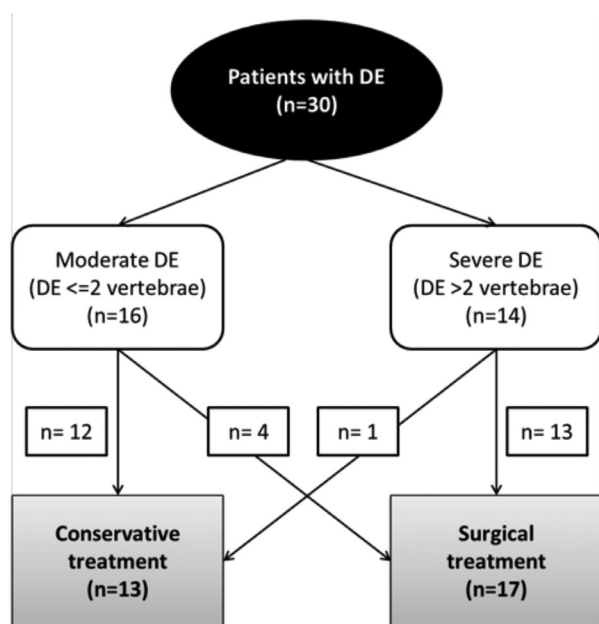 Patients with DE
(n=30)
Moderate DE
(DE <=2 vertebrae)
(n=16)
Severe DE
(DE >2 vertebrae)
(n=14)
n= 12
n= 4
n= 1
n= 13
Conservative
treatment
(n=13)
Surgical
treatment
(n=17)